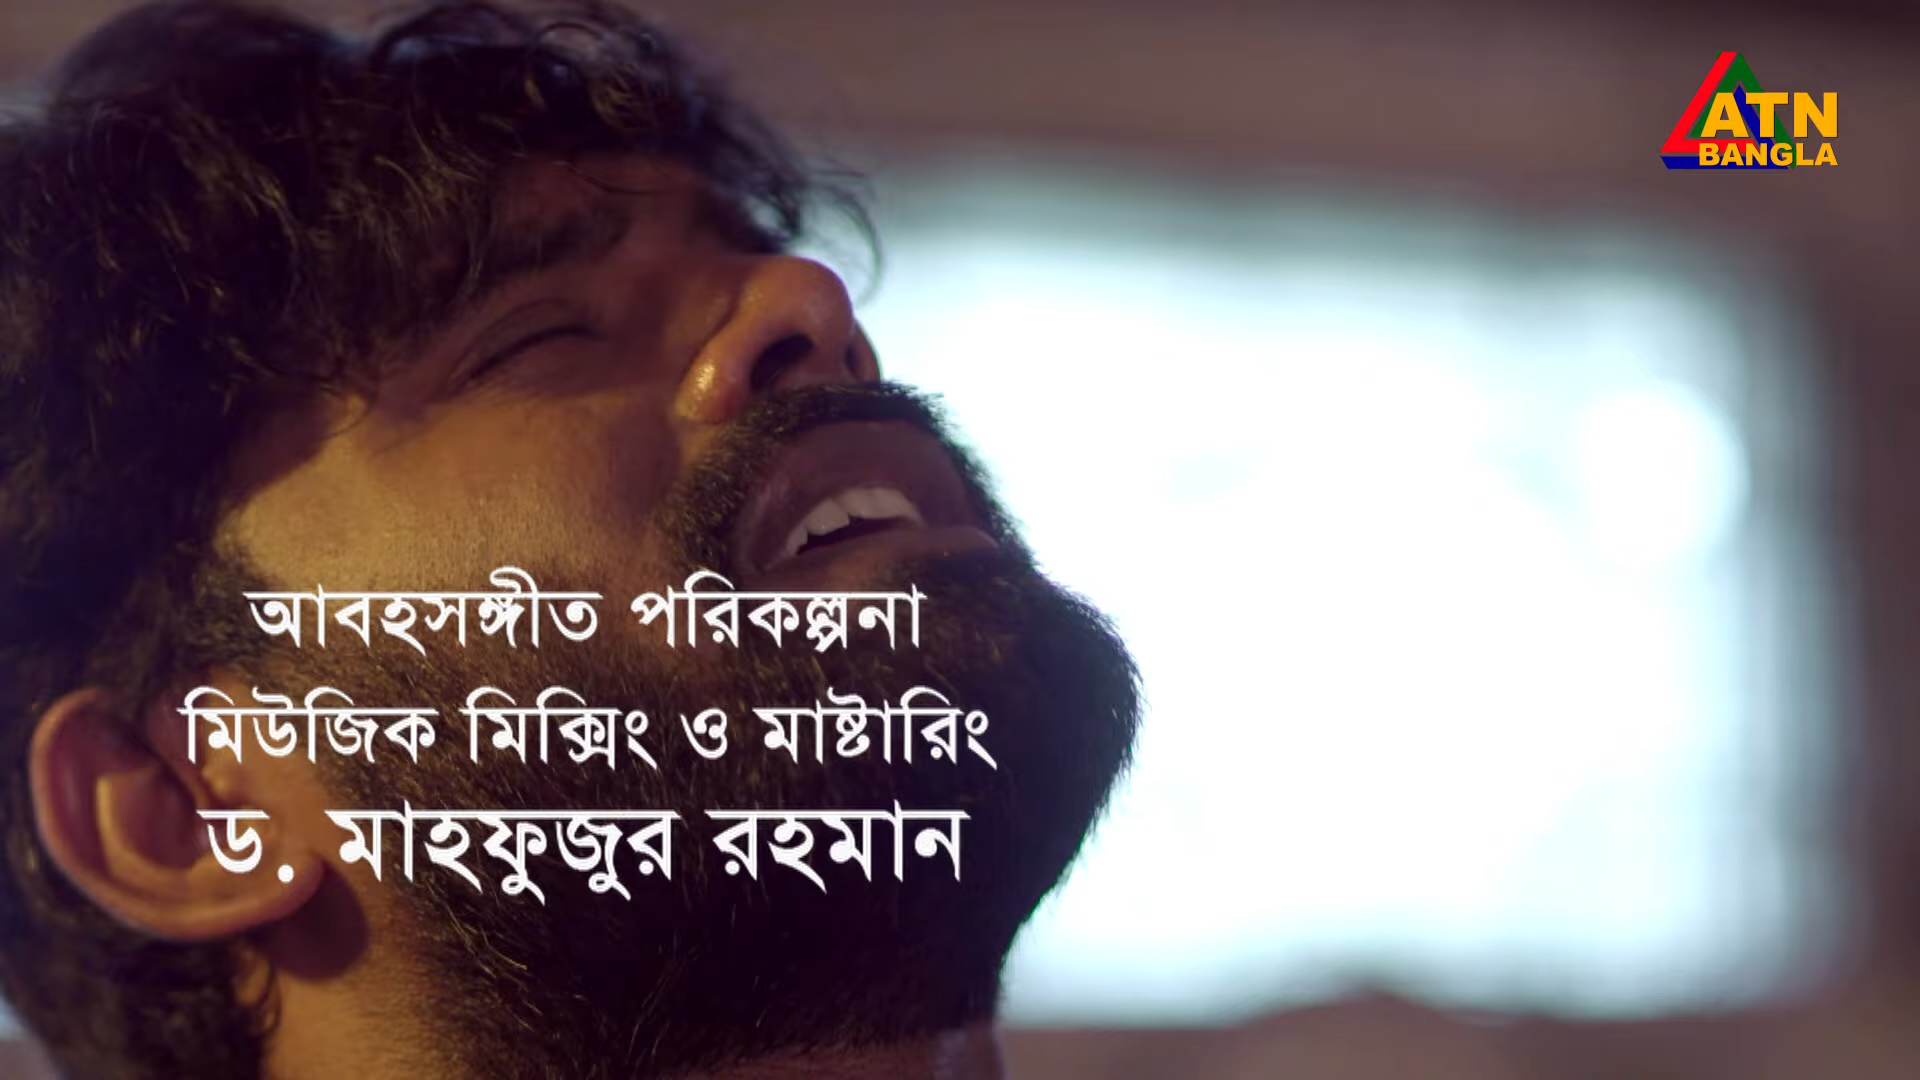 ATN
BANGLA
আবহসঙ্গীত পরিকল্পনা
মিউজিক মিক্সিং ও মাষ্টারিং
ড. মাহফুজুর রহমান